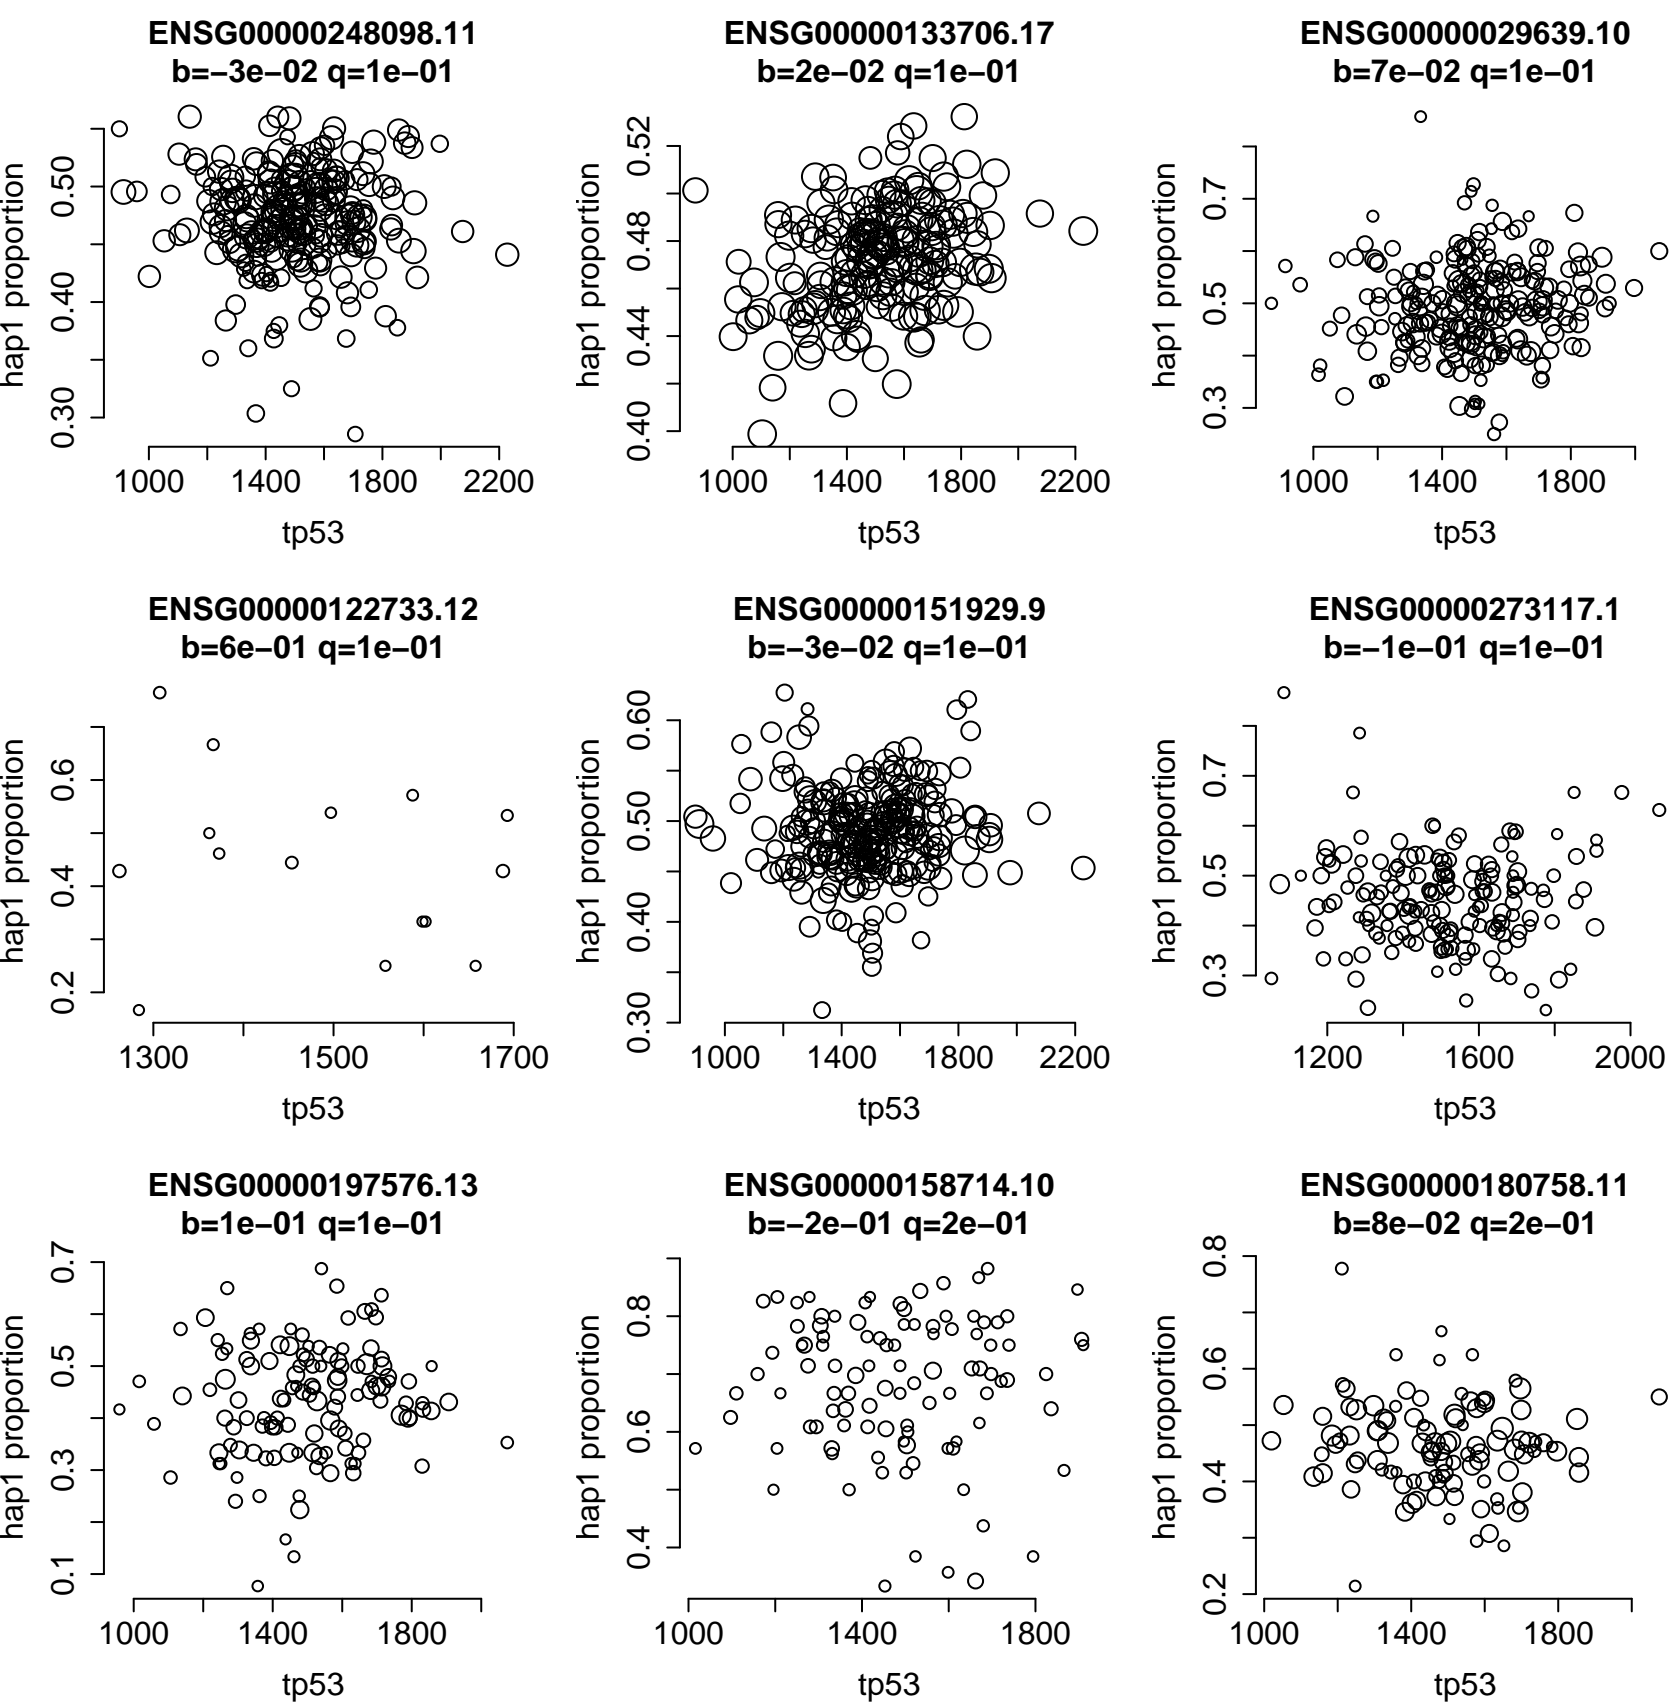 ENSG00000248098.11
b=−3e−02 q=1e−01
hap1 proportion
0.30 0.40 0.50
1000 1400 1800 2200
tp53
ENSG00000133706.17
b=2e−02 q=1e−01
hap1 proportion
0.40 0.44 0.48 0.52
1000 1400 1800 2200
tp53
ENSG00000029639.10
b=7e−02 q=1e−01
hap1 proportion
0.3 0.5 0.7
1000 1400 1800
tp53
ENSG00000122733.12
b=6e−01 q=1e−01
hap1 proportion
0.2 0.4 0.6
1300 1500 1700
tp53
ENSG00000151929.9
b=−3e−02 q=1e−01
hap1 proportion
0.30 0.40 0.50 0.60
1000 1400 1800 2200
tp53
ENSG00000273117.1
b=−1e−01 q=1e−01
hap1 proportion
0.3 0.5 0.7
1200 1600 2000
tp53
ENSG00000197576.13
b=1e−01 q=1e−01
hap1 proportion
0.1 0.3 0.5 0.7
1000 1400 1800
tp53
ENSG00000158714.10
b=−2e−01 q=2e−01
hap1 proportion
0.4 0.6 0.8
1000 1400 1800
tp53
ENSG00000180758.11
b=8e−02 q=2e−01
hap1 proportion
0.2 0.4 0.6 0.8
1000 1400 1800
tp53